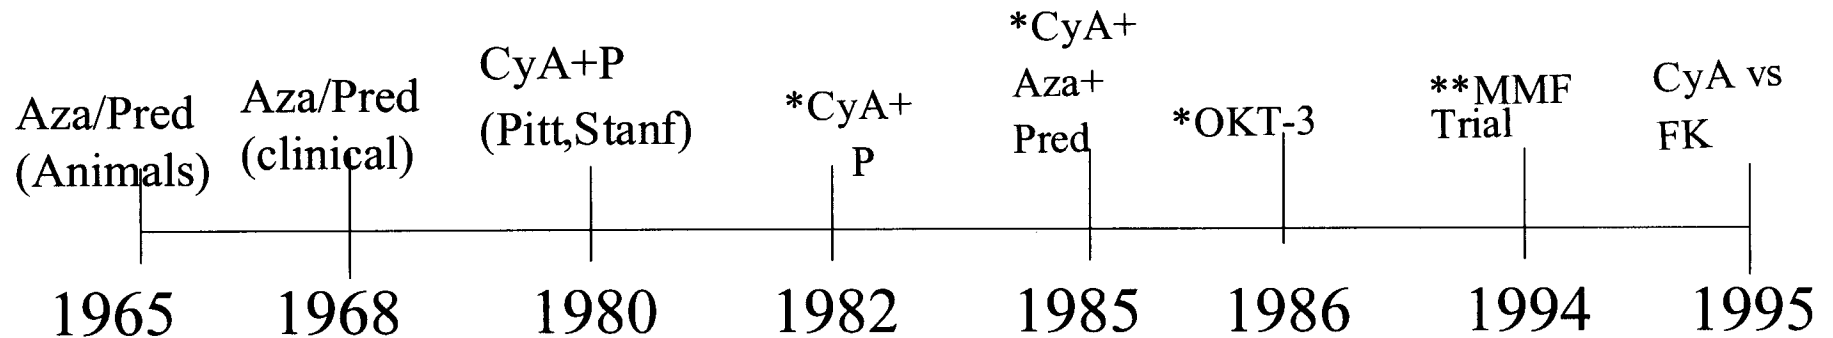 Aza/Pred
(Animals)
Aza/Pred
(clinical)
CyA+P
(Pitt,Stanf)
*CyA+
P
*CyA+
Aza+
Pred
*OKT-3
**MMF
Trial
CyA vs
FK
1965
1968
1980
1982
1985
1986
1994
1995